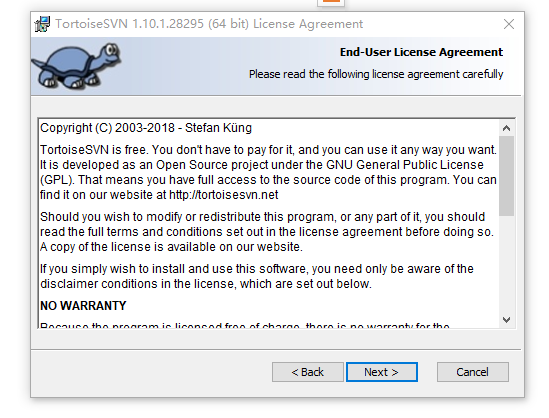 TortoiseSVN 1.10.1.28295 (64 bit) License Agreement
End-User License Agreement
Please read the following license agreement carefully
Copyright (C) 2003-2018 - Stefan Küng
TortoiseSVN is free. You don't have to pay for it, and you can use it any way you want.
It is developed as an Open Source project under the GNU General Public License
(GPL). That means you have full access to the source code of this program. You can
find it on our website at http://tortoisesvn.net
Should you wish to modify or redistribute this program, or any part of it, you should
read the full terms and conditions set out in the license agreement before doing so.
A copy of the license is available on our website.
If you simply wish to install and use this software, you need only be aware of the
disclaimer conditions in the license, which are set out below.
NO WARRANTY
Because the program is licensed free of charge, there is no warranty for the
< Back
Next >
Cancel